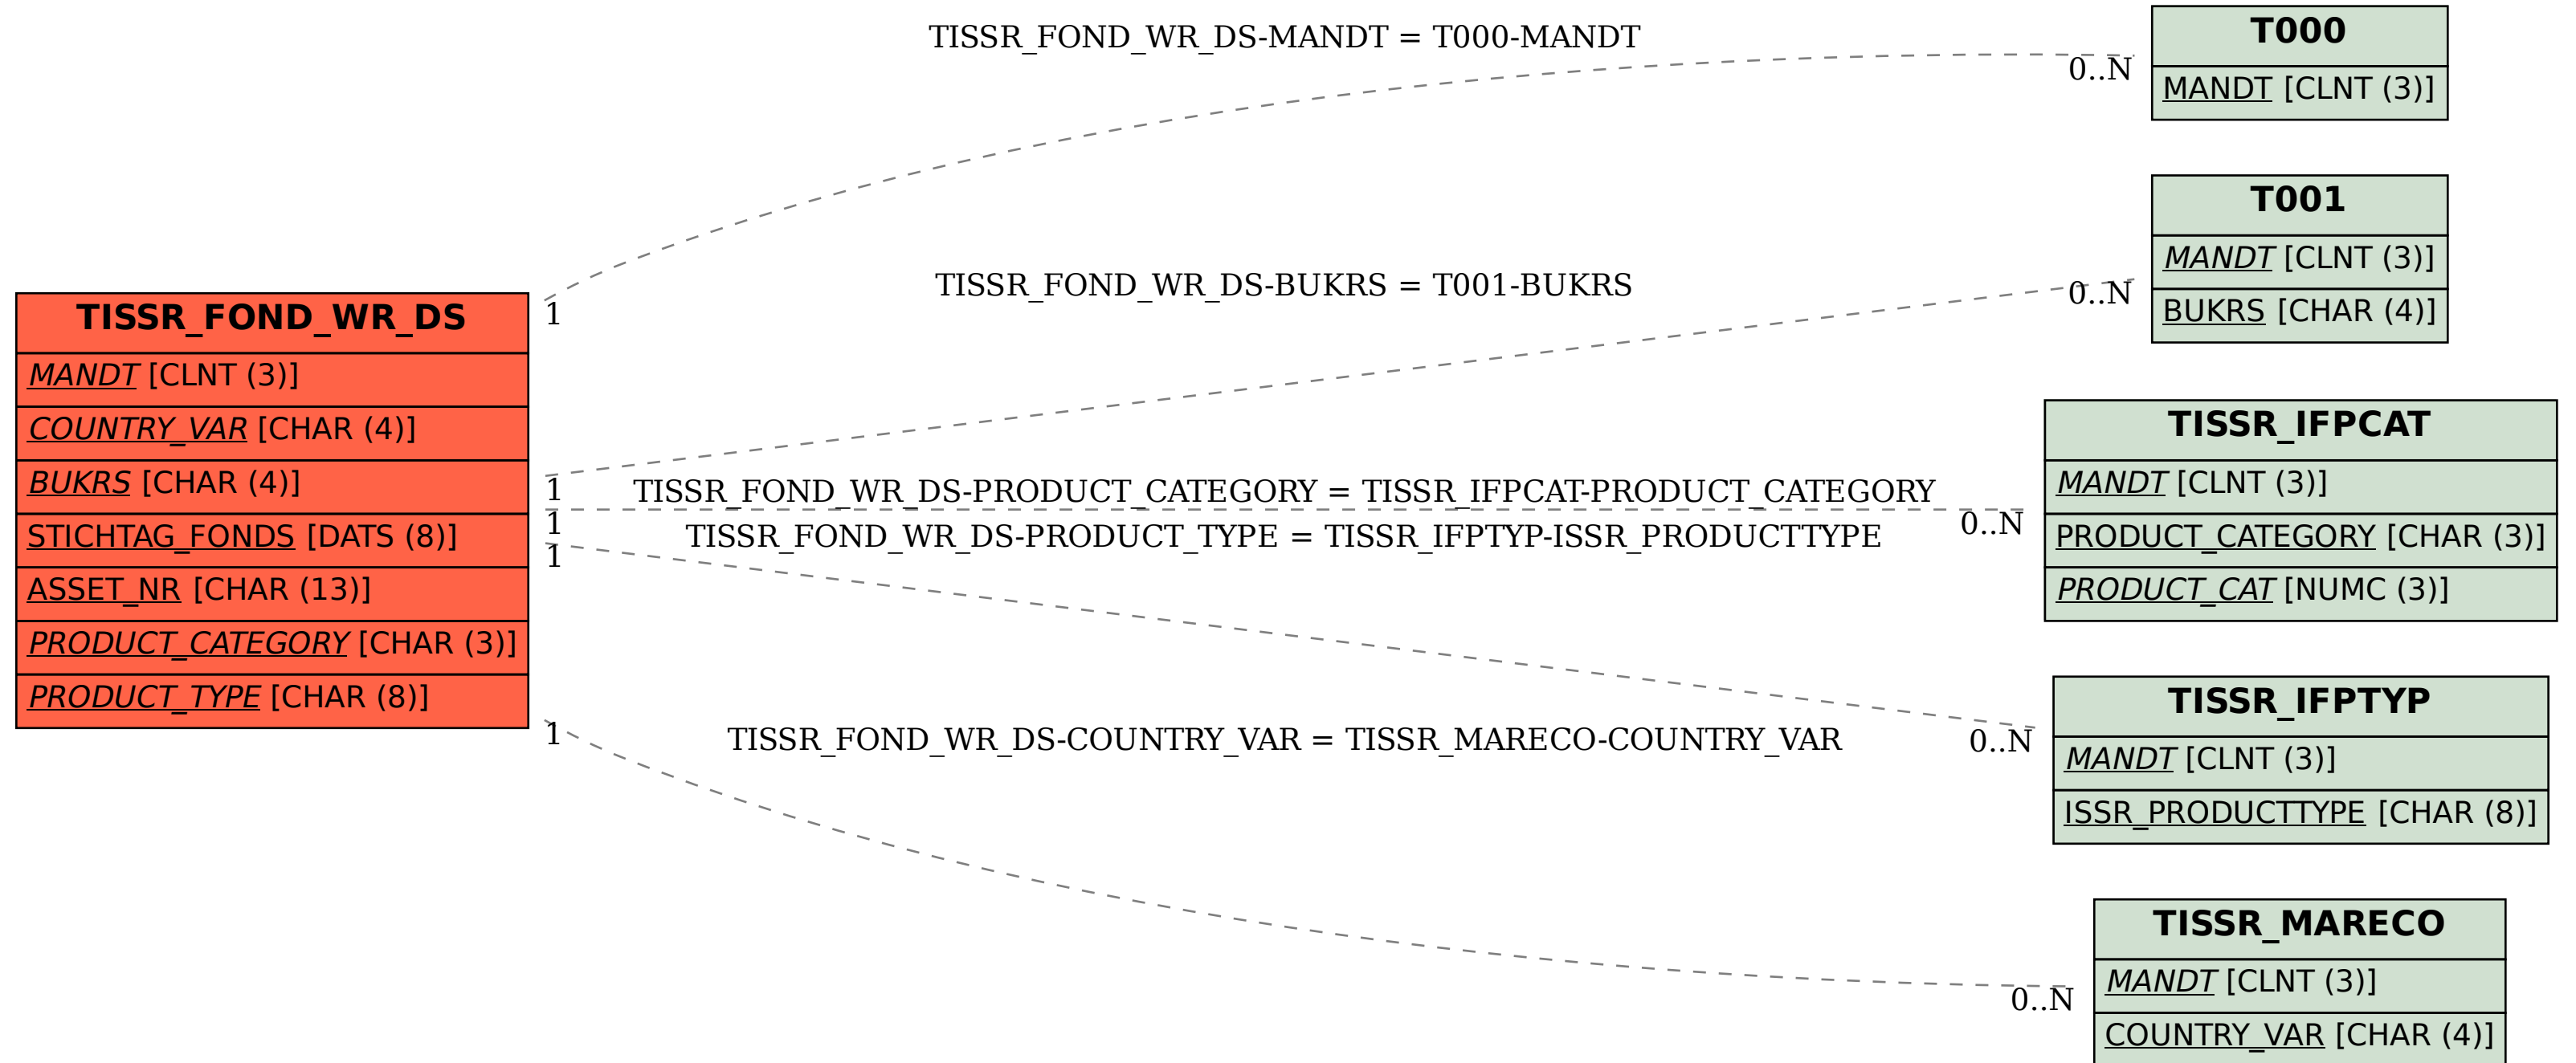 TISSR_FOND_WR_DS
MANDT [CLNT (3)]
COUNTRY_VAR [CHAR (4)]
BUKRS [CHAR (4)]
STICHTAG_FONDS [DATS (8)]
ASSET_NR [CHAR (13)]
PRODUCT_CATEGORY [CHAR (3)]
PRODUCT_TYPE [CHAR (8)]
TISSR_FOND_WR_DS-MANDT = T000-MANDT
1
0..N
TISSR_FOND_WR_DS-BUKRS = T001-BUKRS
1
0..N
TISSR_FOND_WR_DS-PRODUCT_CATEGORY = TISSR_IFPCAT-PRODUCT_CATEGORY
1
0..N
TISSR_FOND_WR_DS-PRODUCT_TYPE = TISSR_IFPTYP-ISSR_PRODUCTTYPE
1
0..N
TISSR_FOND_WR_DS-COUNTRY_VAR = TISSR_MARECO-COUNTRY_VAR
1
0..N
T000
MANDT [CLNT (3)]
T001
MANDT [CLNT (3)]
BUKRS [CHAR (4)]
TISSR_IFPCAT
MANDT [CLNT (3)]
PRODUCT_CATEGORY [CHAR (3)]
PRODUCT_CAT [NUMC (3)]
TISSR_IFPTYP
MANDT [CLNT (3)]
ISSR_PRODUCTTYPE [CHAR (8)]
TISSR_MARECO
MANDT [CLNT (3)]
COUNTRY_VAR [CHAR (4)]